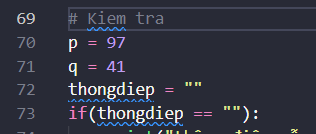 69 # Kiem tra
70 p = 97
71 q = 41
72 thongdiep = ""
73 if(thongdiep == ""):